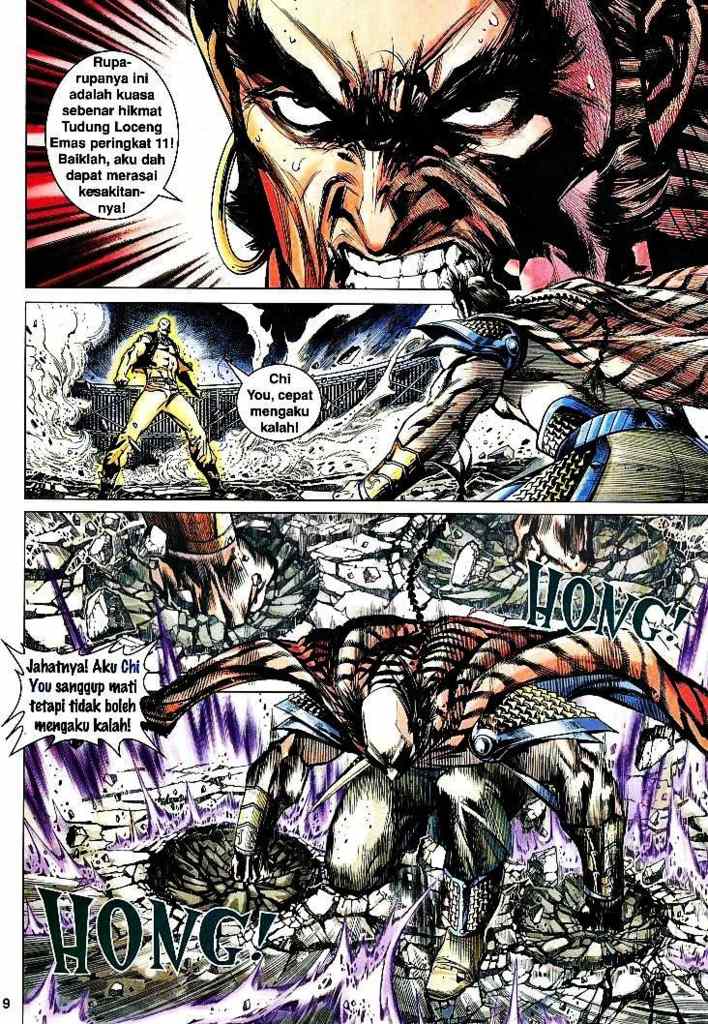 Rupa-
rupanya ini
adalah kuasa
sebenar hikmat
Tudung Loceng
Emas peringkat 11!
Baiklah, aku dah
dapat merasai
kesakitan-
nya!
Chi
You, cepat
mengaku
kalah!
HONG!
Jahatnya! Aku Chi
You sanggup mati
tetapi tidak boleh
mengaku kalah!
HONG!
9